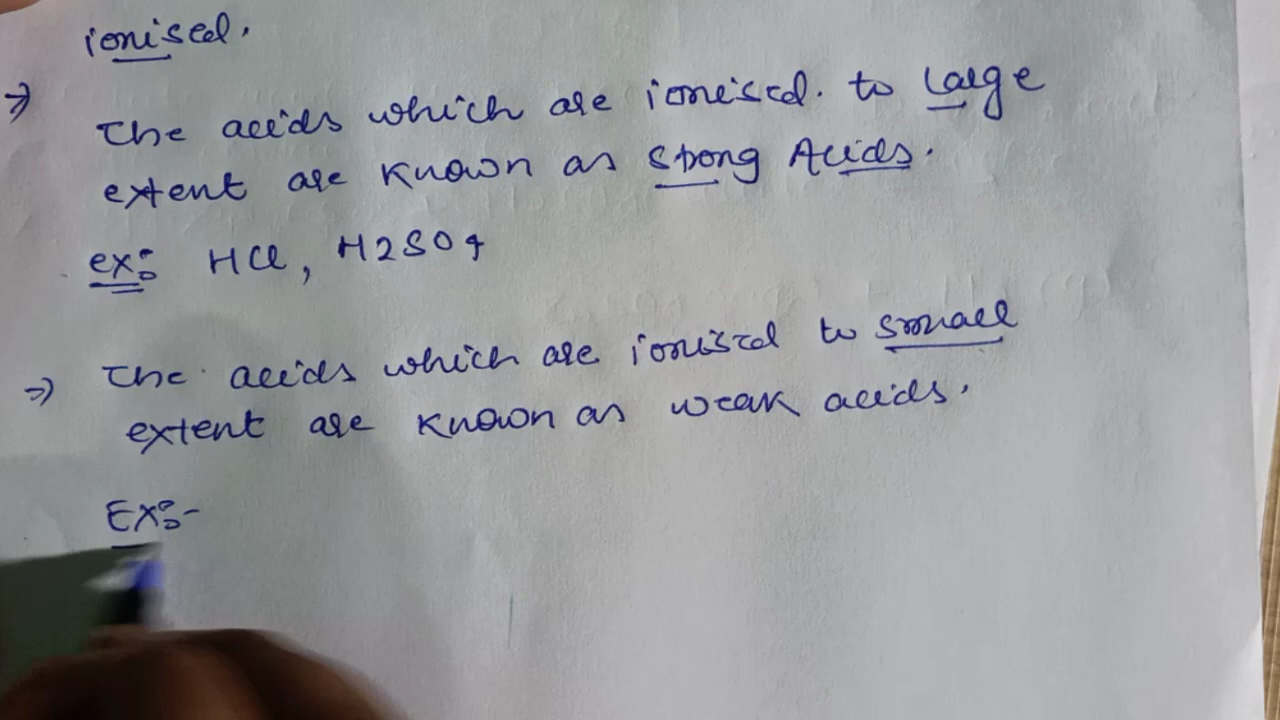 ionised.
⇒ The acids which are ionised. to Large
extent are known as strong Acids.
ex: HCl, H2SO4
⇒ The acids which are ionised to small
extent are known as weak acids.
EX:-